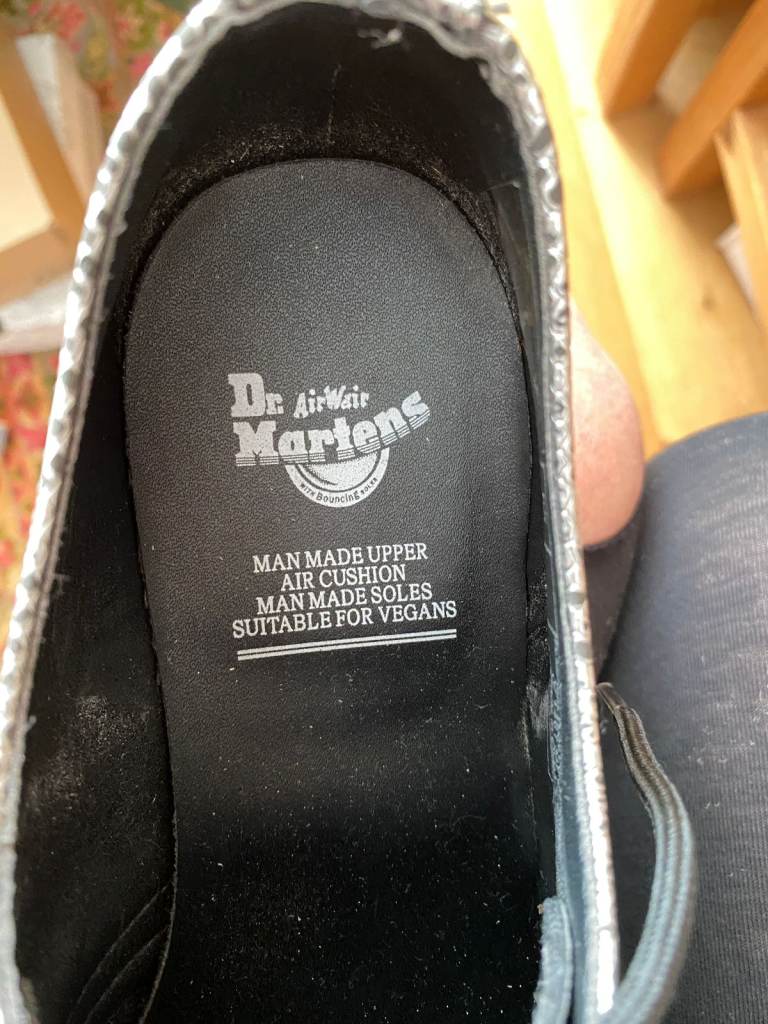 Dr. AirWair
Martens
WITH Bouncing SOLES
MAN MADE UPPER
AIR CUSHION
MAN MADE SOLES
SUITABLE FOR VEGANS